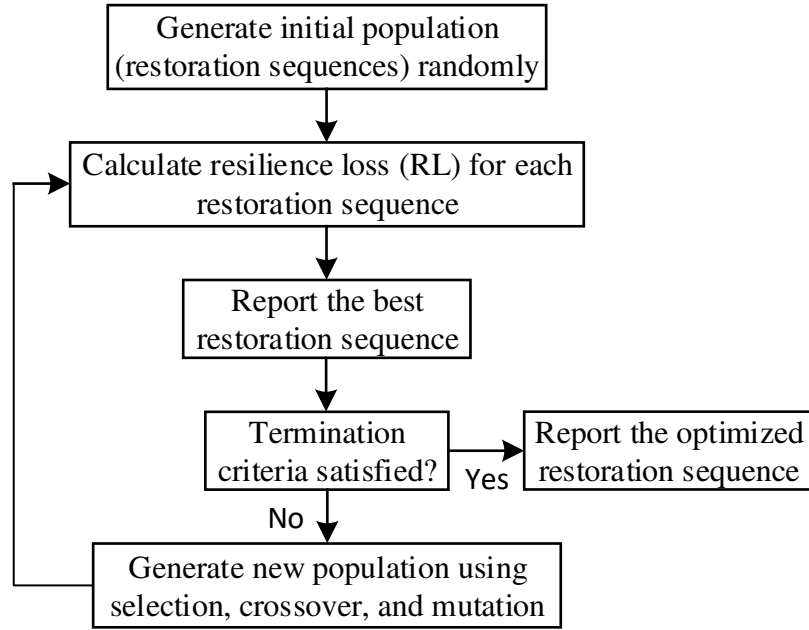 Generate initial population
(restoration sequences) randomly
Calculate resilience loss (RL) for each
restoration sequence
Report the best
restoration sequence
Termination
criteria satisfied?
Yes
Report the optimized
restoration sequence
No
Generate new population using
selection, crossover, and mutation